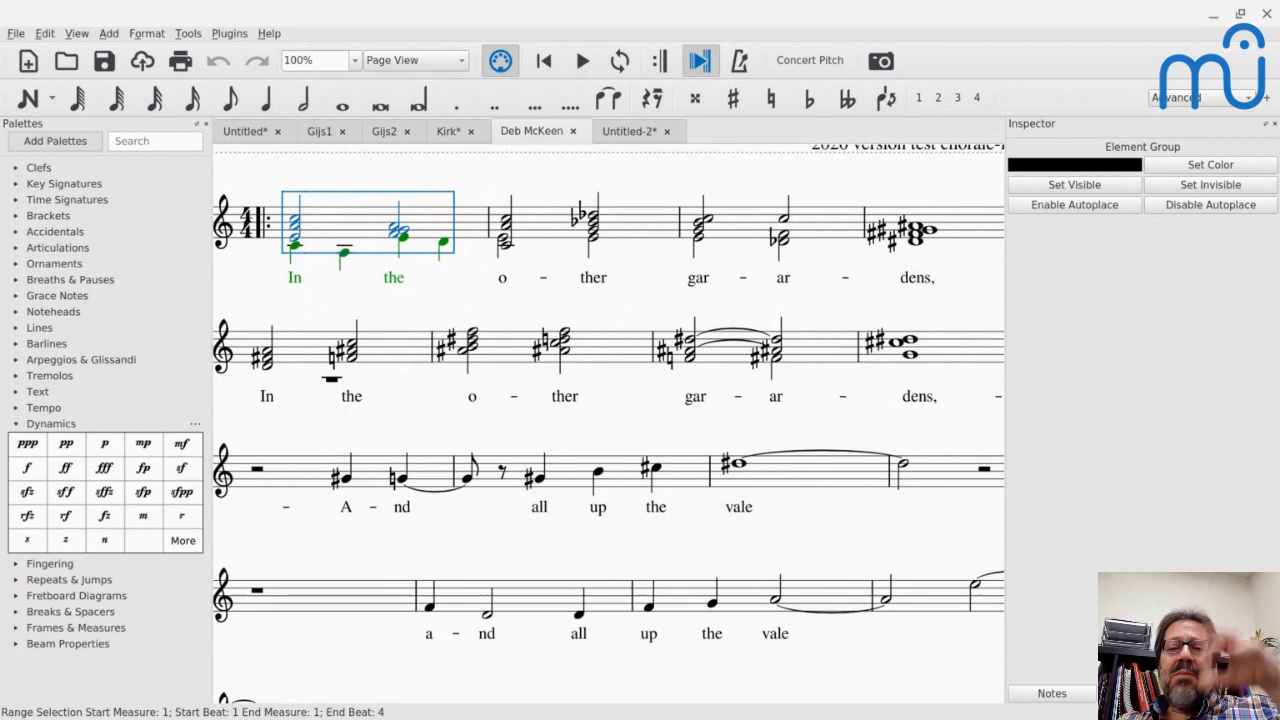 File Edit View Add Format Tools Plugins Help
100% Page View Concert Pitch
1 2 3 4 Advanced +
Palettes
Add Palettes Search
Untitled* × Gijs1 × Gijs2 × Kirk* × Deb McKeen × Untitled-2* ×
Inspector
Element Group
Set Color
Set Visible Set Invisible
Enable Autoplace Disable Autoplace
Clefs
Key Signatures
Time Signatures
Brackets
Accidentals
Articulations
Ornaments
Breaths & Pauses
Grace Notes
Noteheads
Lines
Barlines
Arpeggios & Glissandi
Tremolos
Text
Tempo
Dynamics ...
ppp pp p mp mf
f ff fff fp sf
sfz sff sffz sfp sfpp
rfz rf fz m r
s z n More
Fingering
Repeats & Jumps
Fretboard Diagrams
Breaks & Spacers
Frames & Measures
Beam Properties
2020 version test chorale-
4
4
In the o - ther gar - ar - dens,
In the o - ther gar - ar - dens, -
- A - nd all up the vale
a - nd all up the vale
Notes
Range Selection Start Measure: 1; Start Beat: 1 End Measure: 1; End Beat: 4